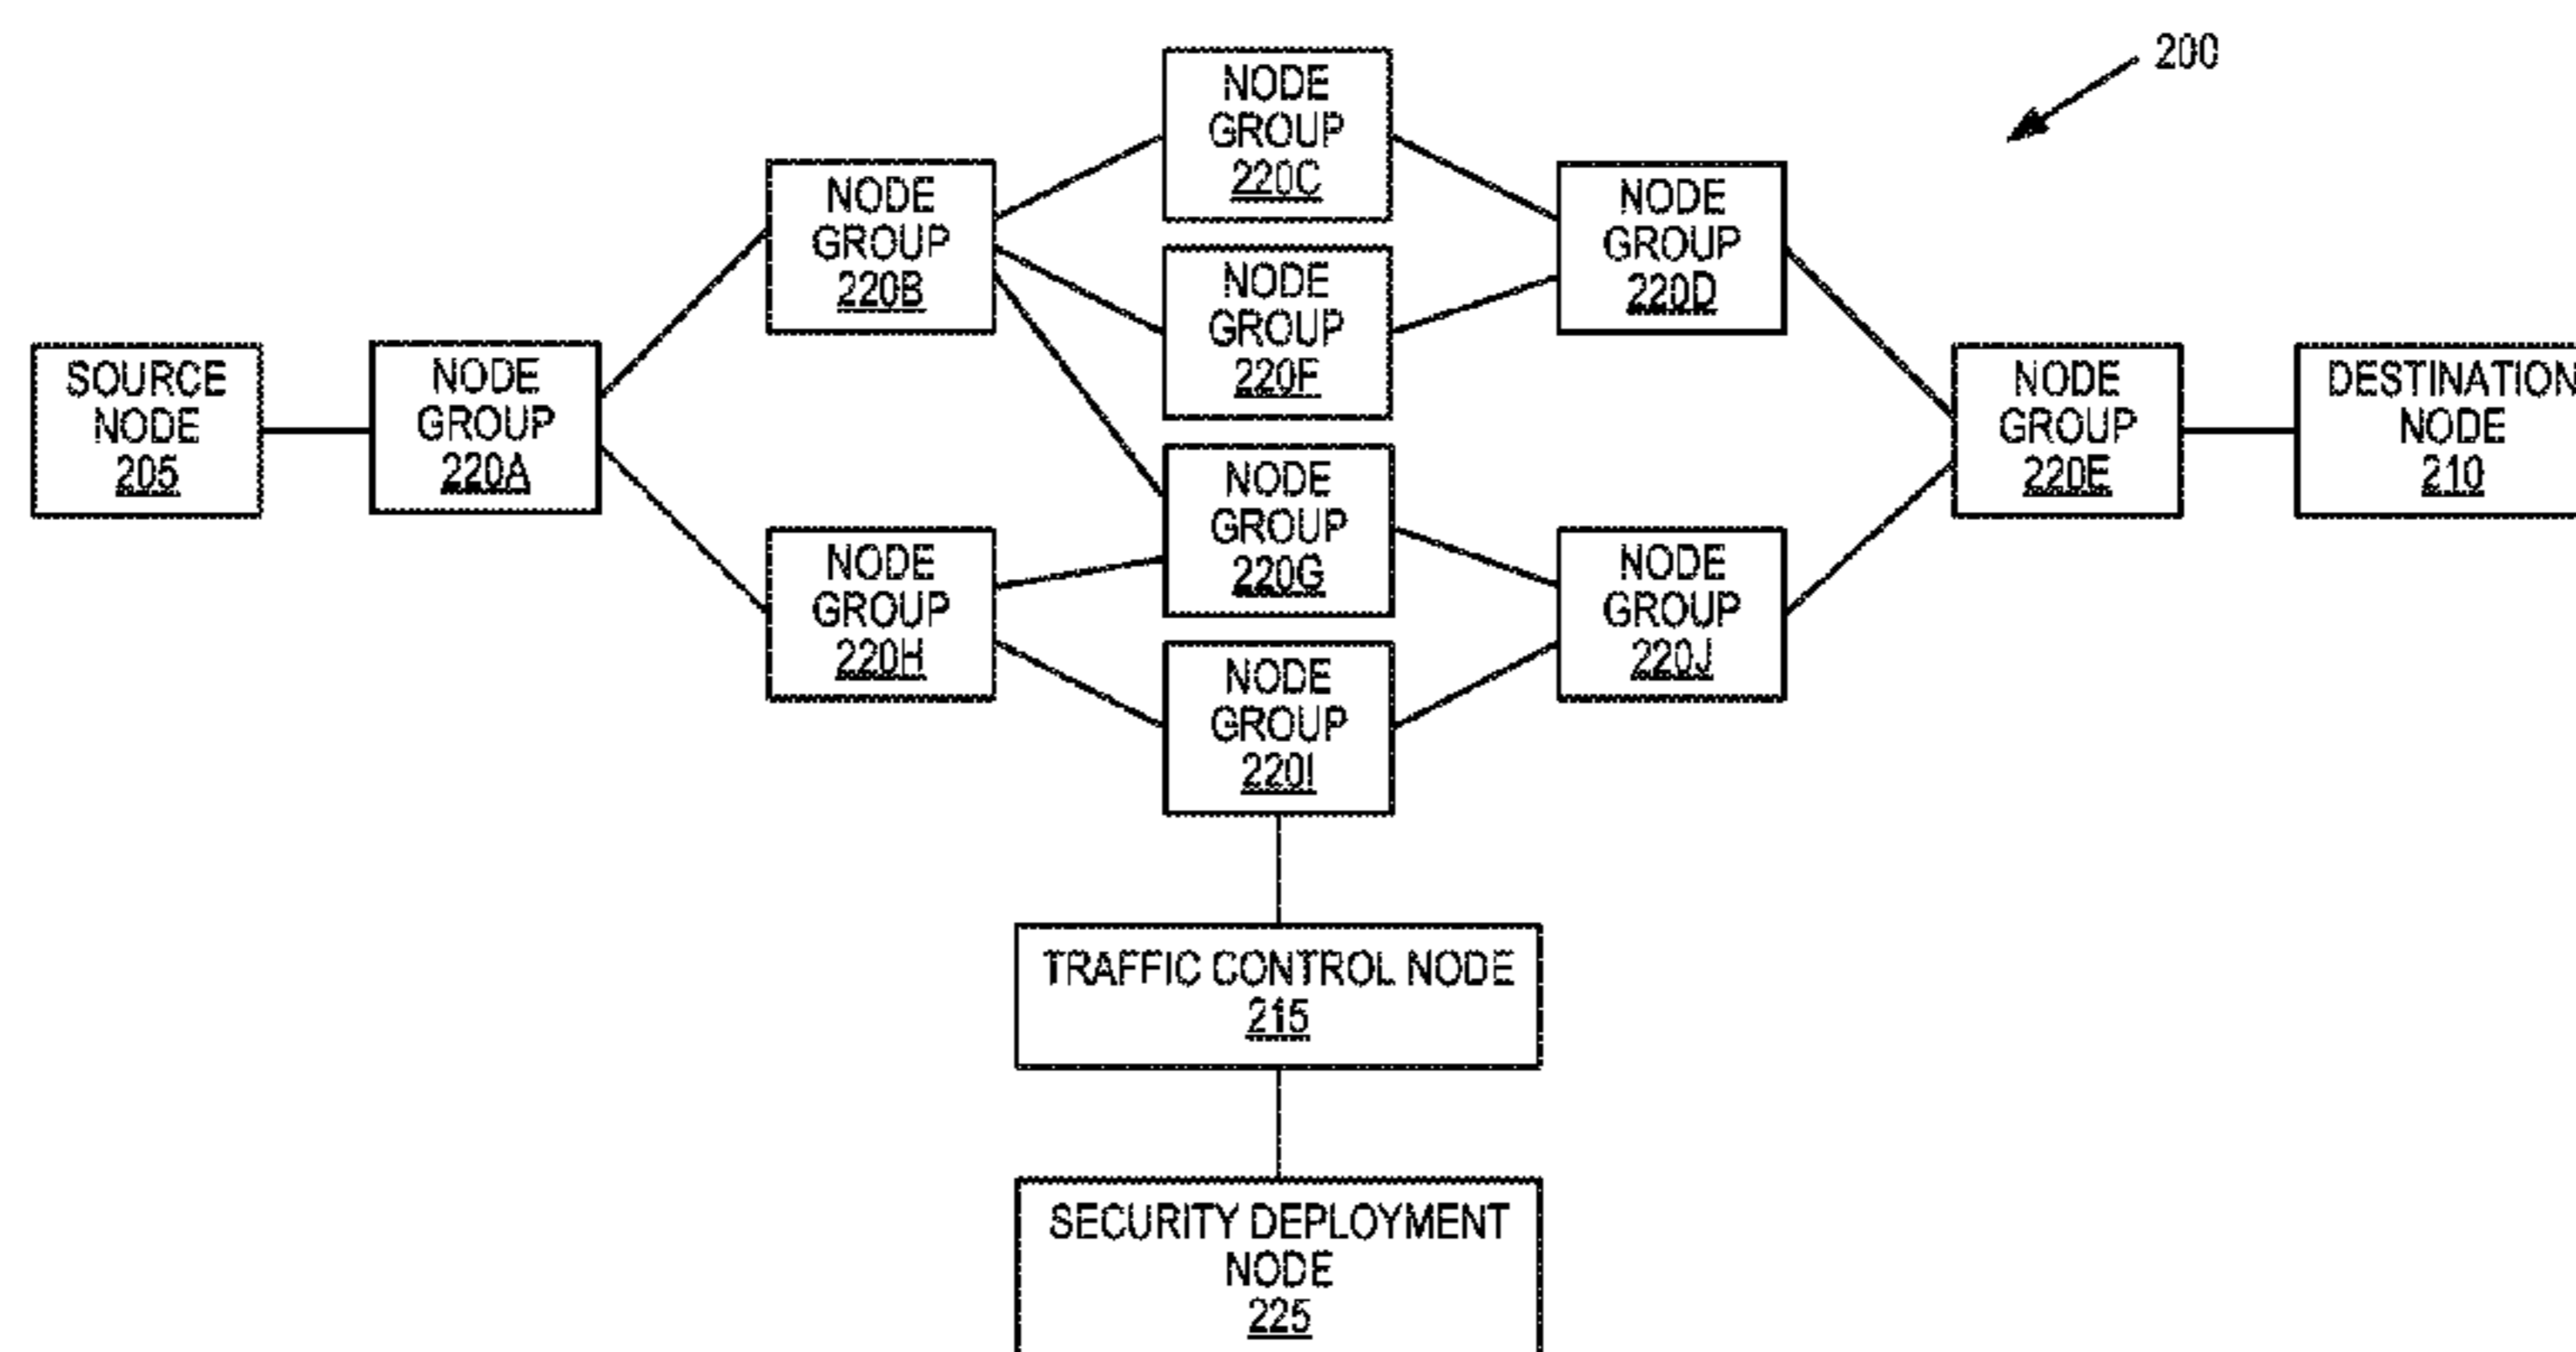 200
NODE
GROUP
220C
NODE
GROUP
220B
NODE
GROUP
220D
NODE
GROUP
220F
SOURCE
NODE
205
NODE
GROUP
220A
NODE
GROUP
220E
DESTINATION
NODE
210
NODE
GROUP
220G
NODE
GROUP
220H
NODE
GROUP
220J
NODE
GROUP
220I
TRAFFIC CONTROL NODE
215
SECURITY DEPLOYMENT
NODE
225